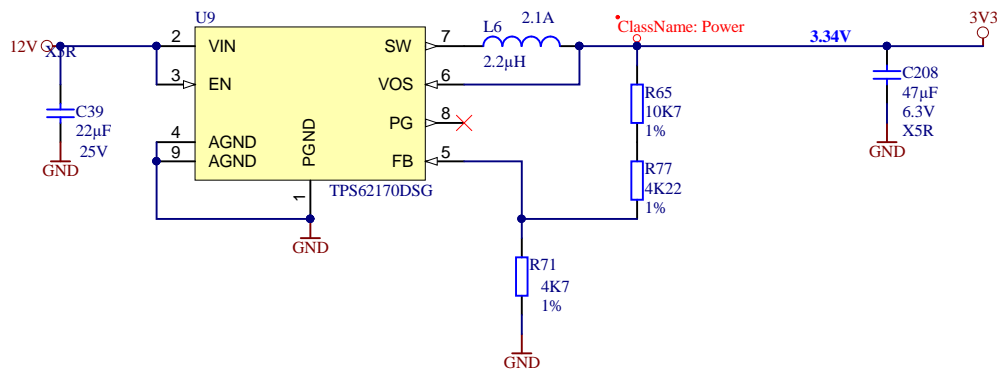 U9
L6 2.1A
ClassName: Power
3V3
12V
X5R
2 VIN
SW 7
2.2µH
3.34V
3 EN
VOS 6
C39
22µF
25V
GND
R65
10K7
1%
C208
47µF
6.3V
X5R
GND
4 AGND
9 AGND
PGND
1
PG 8
FB 5
TPS62170DSG
R77
4K22
1%
GND
R71
4K7
1%
GND